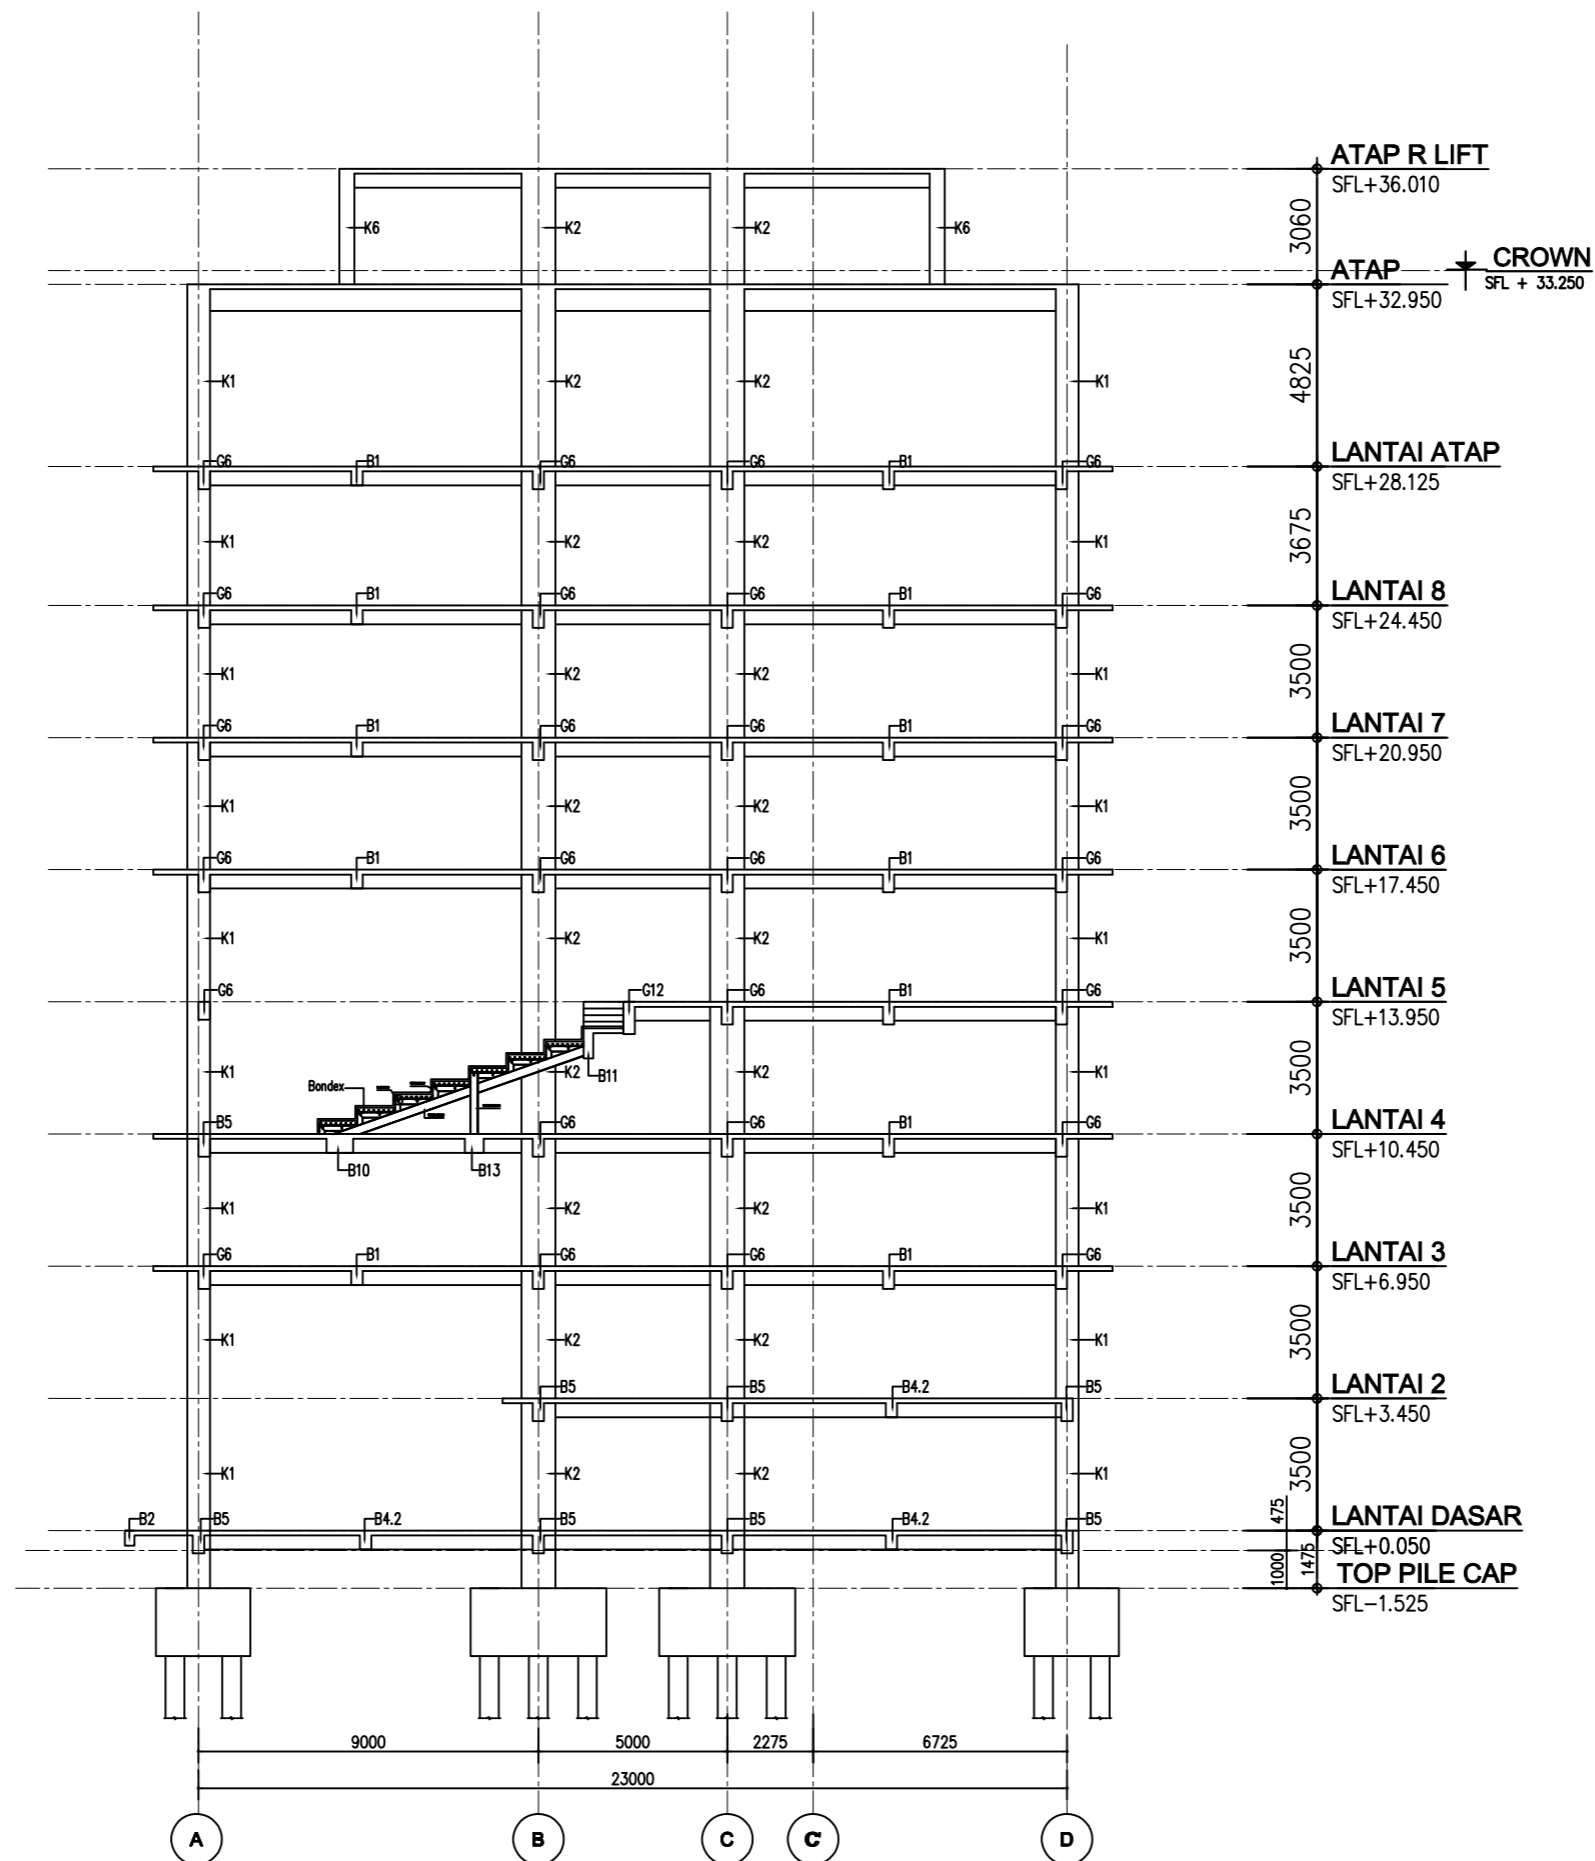 ATAP R LIFT
SFL+36.010
3060
K6 K2 K2 K6
CROWN
SFL + 33.250
ATAP
SFL+32.950
4825
K1 K2 K2 K1
LANTAI ATAP
G6 B1 G6 G6 B1 G6
SFL+28.125
3675
K1 K2 K2 K1
LANTAI 8
G6 B1 G6 G6 B1 G6
SFL+24.450
3500
K1 K2 K2 K1
LANTAI 7
G6 B1 G6 G6 B1 G6
SFL+20.950
3500
K1 K2 K2 K1
LANTAI 6
G6 B1 G6 G6 B1 G6
SFL+17.450
3500
K1 K2 K2 K1
LANTAI 5
G6 G12 G6 B1 G6
SFL+13.950
3500
K1 K2 B11 K2 K1
Bondex
LANTAI 4
B5 G6 G6 B1 G6
SFL+10.450
B10 B13
3500
K1 K2 K2 K1
LANTAI 3
G6 B1 G6 G6 B1 G6
SFL+6.950
3500
K1 K2 K2 K1
LANTAI 2
B5 B5 B4.2 B5
SFL+3.450
3500
K1 K2 K2 K1
LANTAI DASAR
B2 B5 B4.2 B5 B5 B4.2 B5
475
SFL+0.050
1000 1475
TOP PILE CAP
SFL-1.525
9000 5000 2275 6725
23000
A B C C' D